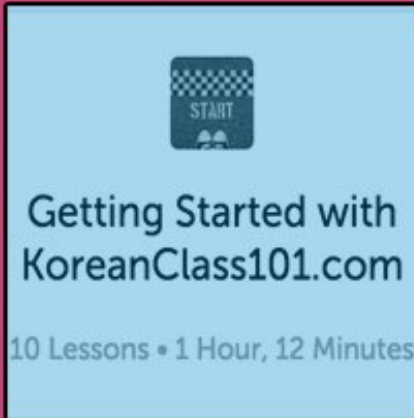 START
Getting Started with
KoreanClass101.com
10 Lessons • 1 Hour, 12 Minutes